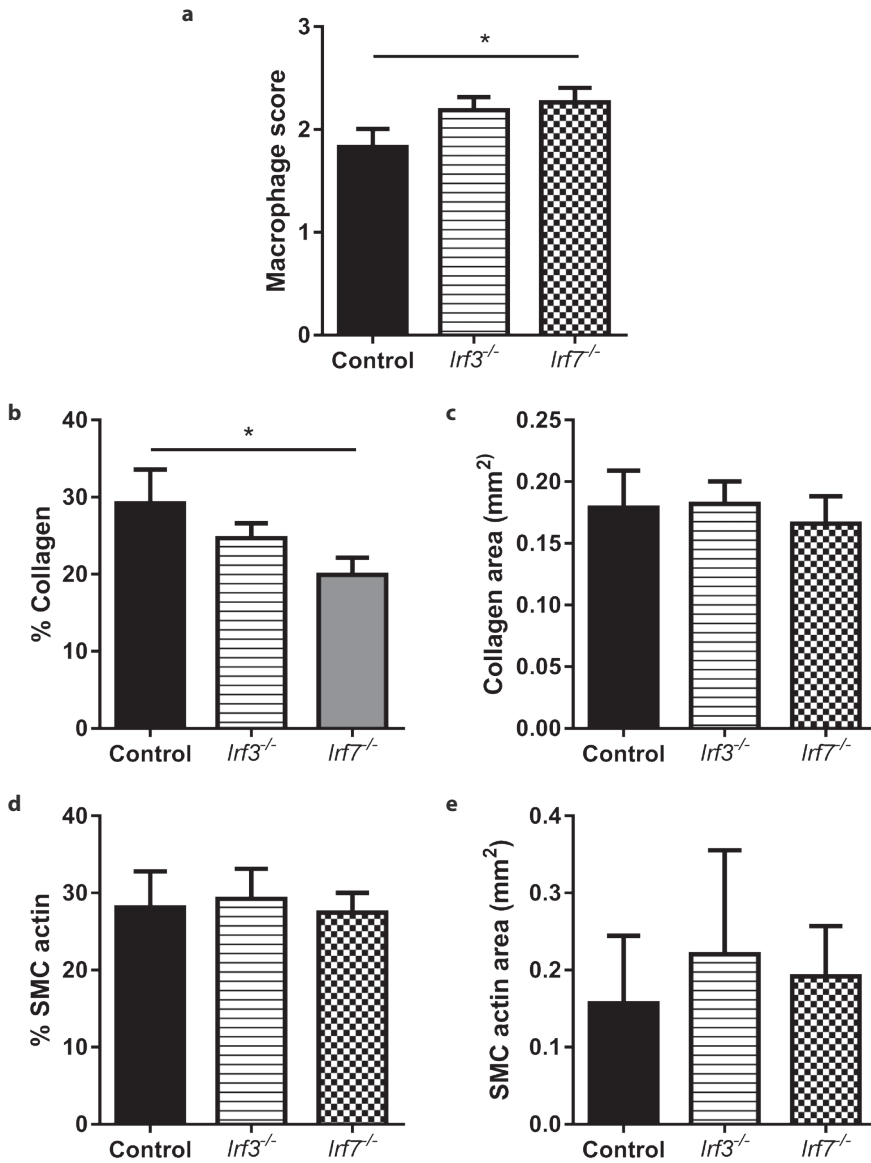 a
Macrophage score
3
2
1
0
*
Control
Irf3-/-
Irf7-/-
b
% Collagen
40
30
20
10
0
*
Control
Irf3-/-
Irf7-/-
c
Collagen area (mm2)
0.25
0.20
0.15
0.10
0.05
0.00
Control
Irf3-/-
Irf7-/-
d
% SMC actin
40
30
20
10
0
Control
Irf3-/-
Irf7-/-
e
SMC actin area (mm2)
0.4
0.3
0.2
0.1
0.0
Control
Irf3-/-
Irf7-/-